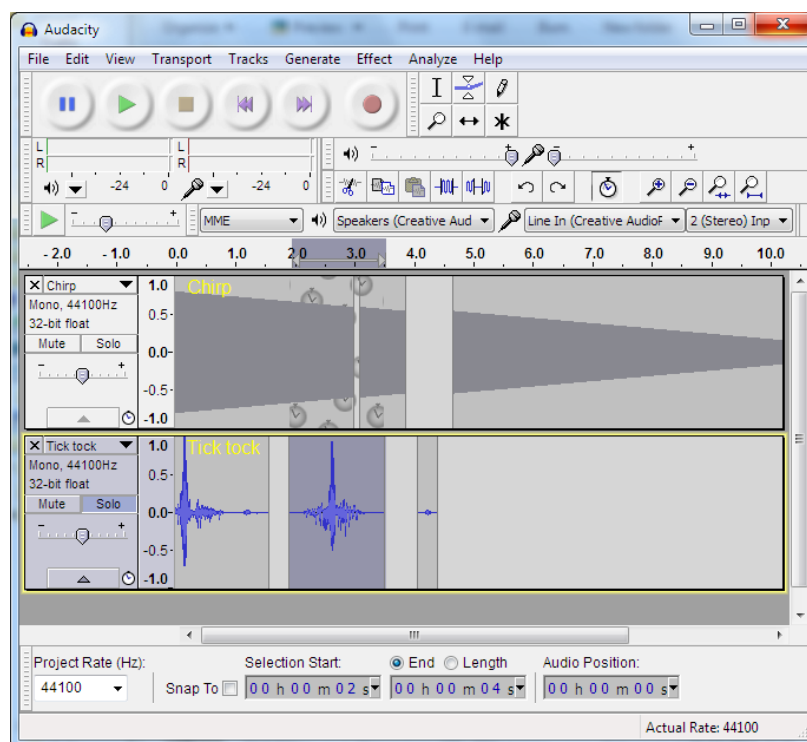 Audacity
File Edit View Transport Tracks Generate Effect Analyze Help
L
R
L
R
-24 0
-24 0
MME
Speakers (Creative Aud
Line In (Creative AudioF
2 (Stereo) Inp
- 2.0 - 1.0 0.0 1.0 2.0 3.0 4.0 5.0 6.0 7.0 8.0 9.0 10.0
Chirp
Mono, 44100Hz
32-bit float
Mute Solo
- +
1.0
0.5-
0.0-
-0.5-
-1.0
Chirp
Tick tock
Mono, 44100Hz
32-bit float
Mute Solo
- +
1.0
0.5-
0.0-
-0.5-
-1.0
Tick tock
Project Rate (Hz): Selection Start: End Length Audio Position:
44100 Snap To 00 h 00 m 02 s 00 h 00 m 04 s 00 h 00 m 00 s
Actual Rate: 44100